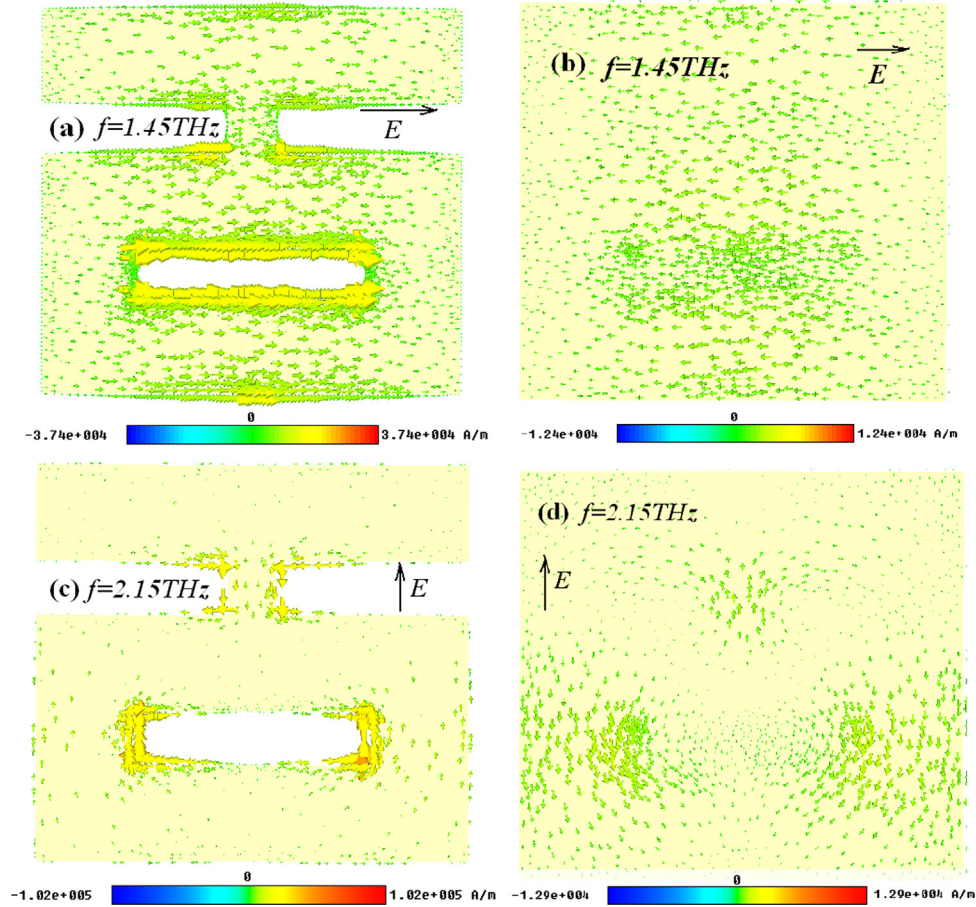 (a) f=1.45THz
E
0
-3.74e+004 3.74e+004 A/m
(b) f=1.45THz
E
0
-1.24e+004 1.24e+004 A/m
(c) f=2.15THz
E
0
-1.02e+005 1.02e+005 A/m
(d) f=2.15THz
E
0
-1.29e+004 1.29e+004 A/m